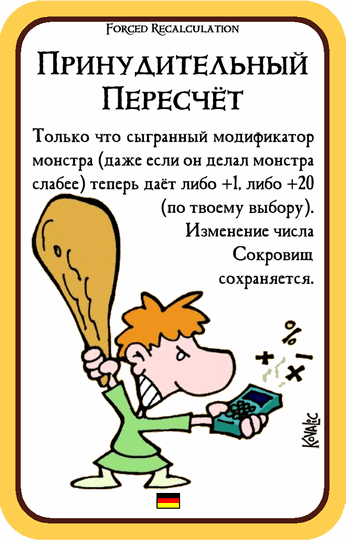 Forced Recalculation
Принудительный
Пересчёт
Только что сыгранный модификатор
монстра (даже если он делал монстра
слабее) теперь даёт либо +1, либо +20
(по твоему выбору).
Изменение числа
Сокровищ
сохраняется.
% + - ×
KOVALIC